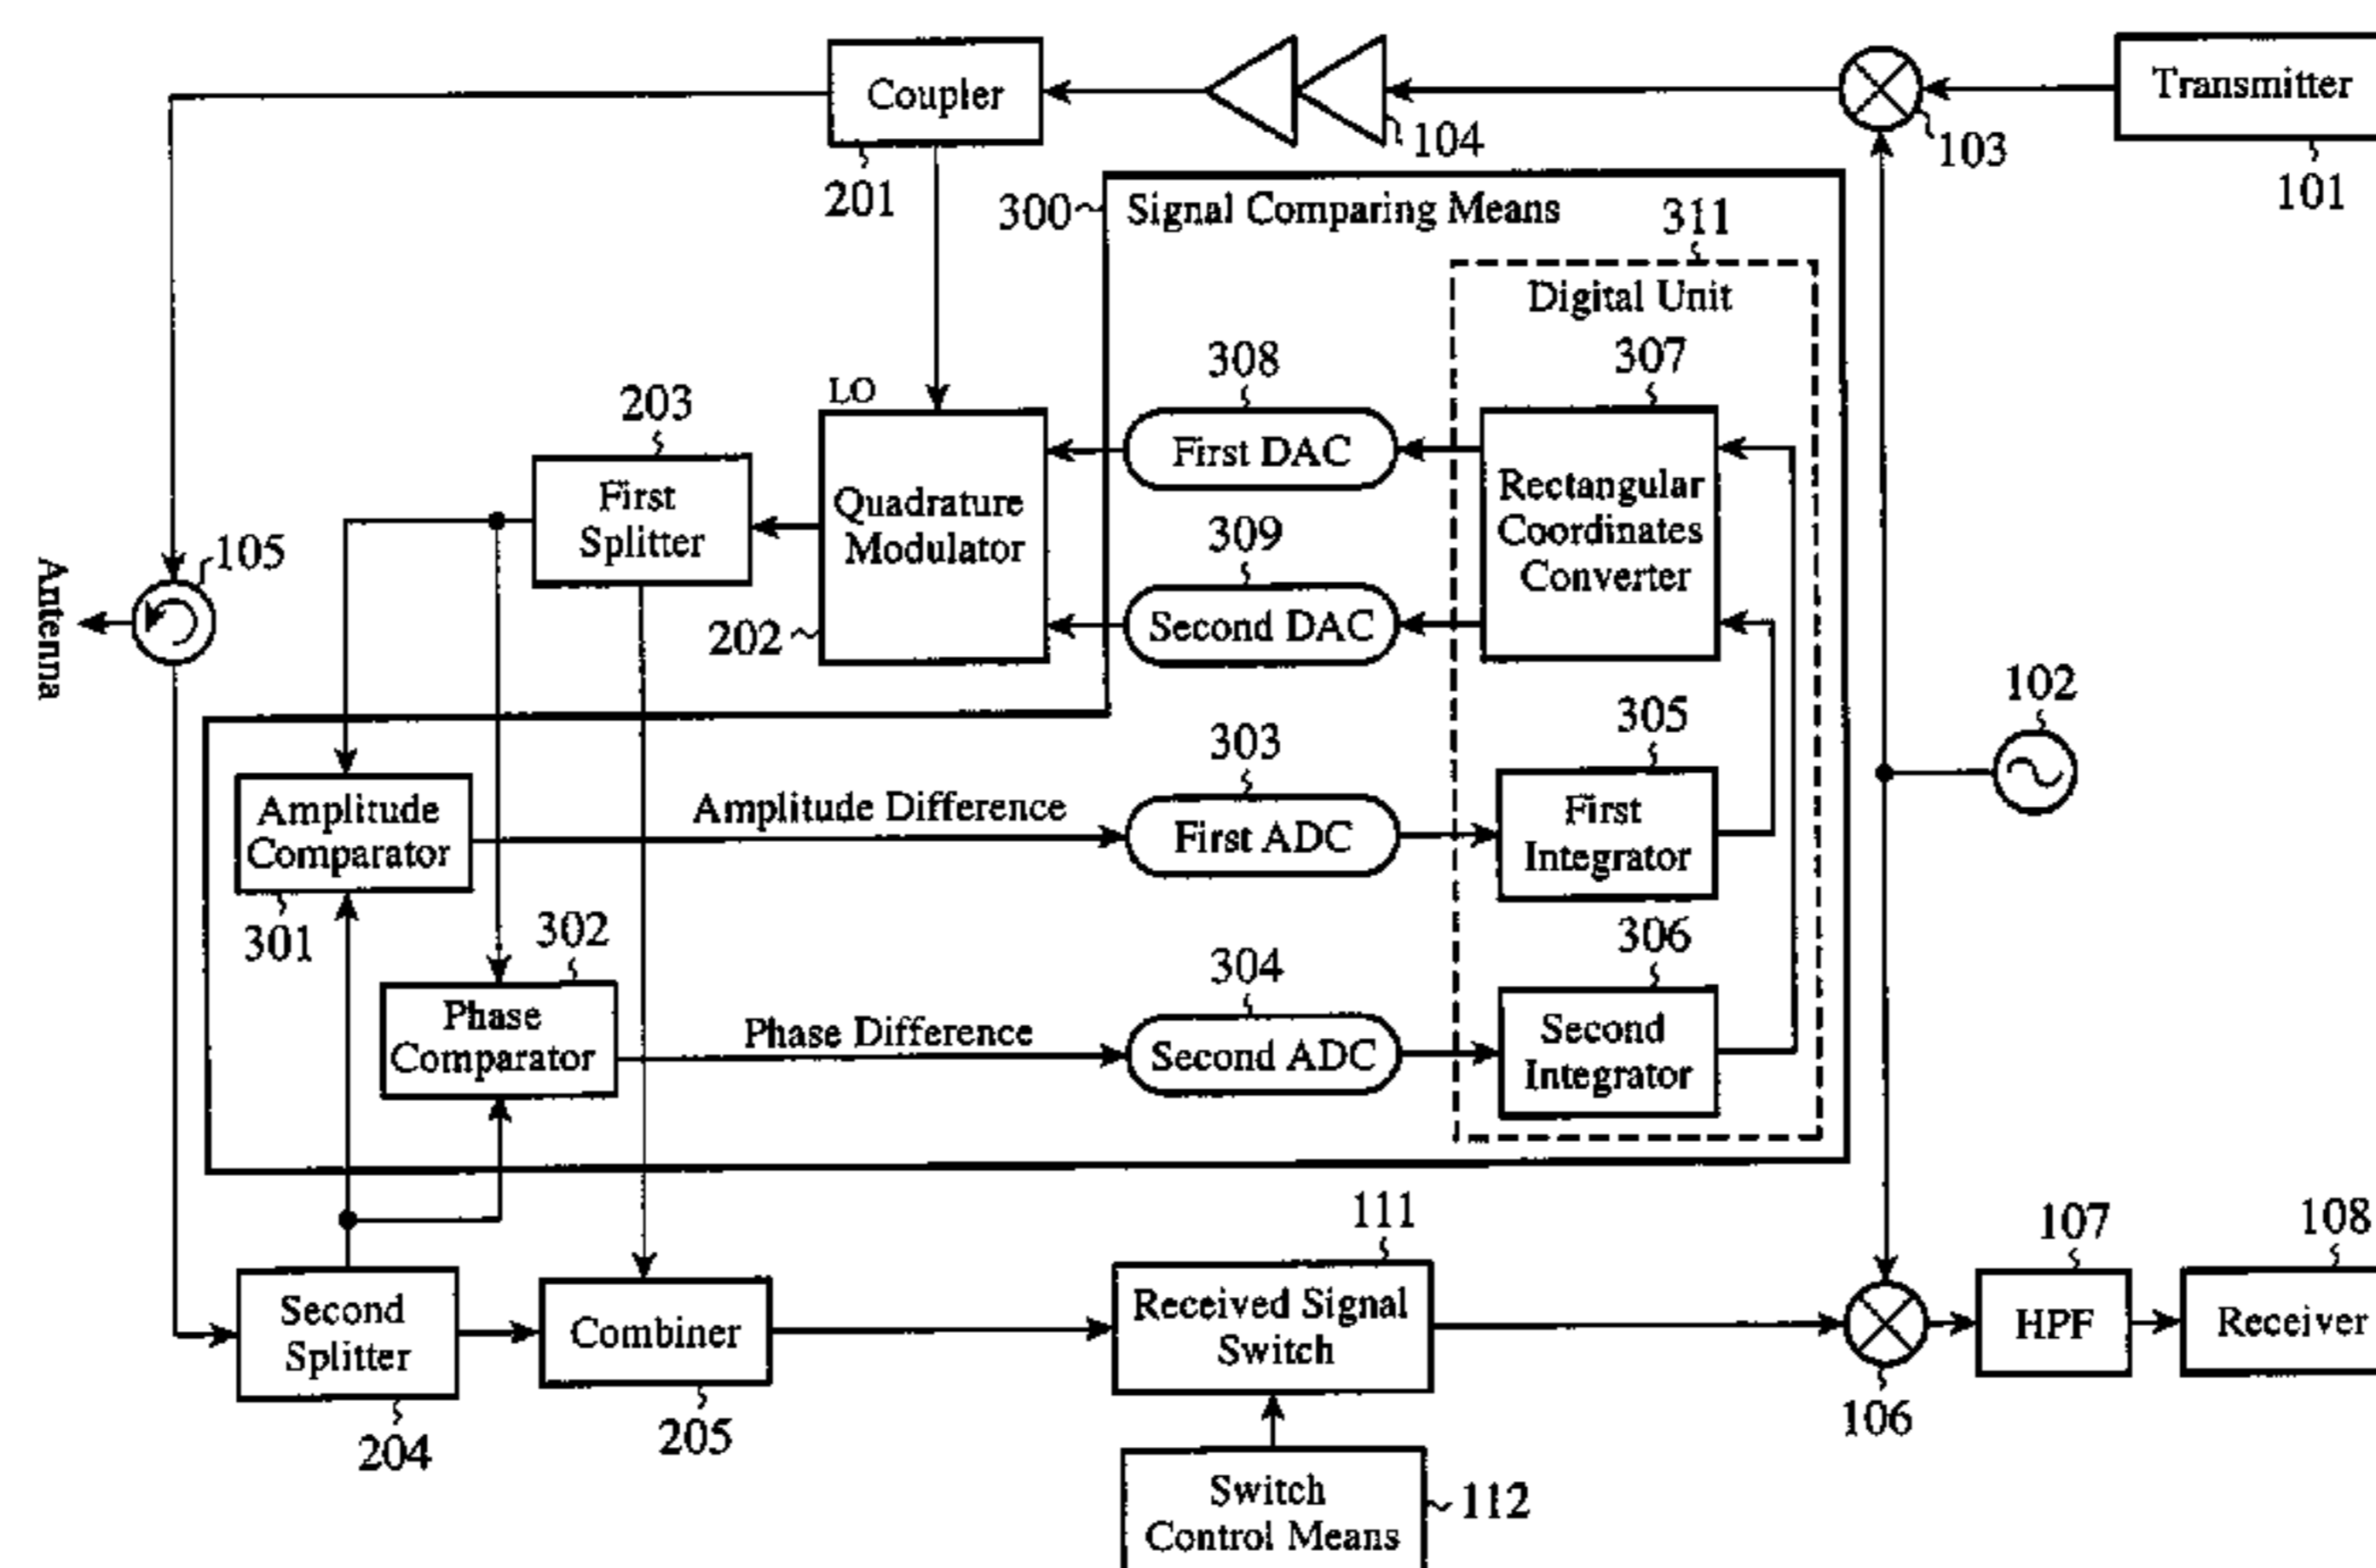 Coupler
201
104
103
Transmitter
101
300
Signal Comparing Means
311
Digital Unit
308
First DAC
307
Rectangular
Coordinates
Converter
309
Second DAC
LO
Quadrature
Modulator
202
203
First
Splitter
105
Antenna
102
303
First ADC
305
First
Integrator
Amplitude Difference
Amplitude
Comparator
301
302
Phase
Comparator
Phase Difference
304
Second ADC
306
Second
Integrator
Second
Splitter
204
Combiner
205
111
Received Signal
Switch
106
107
HPF
108
Receiver
Switch
Control Means
112